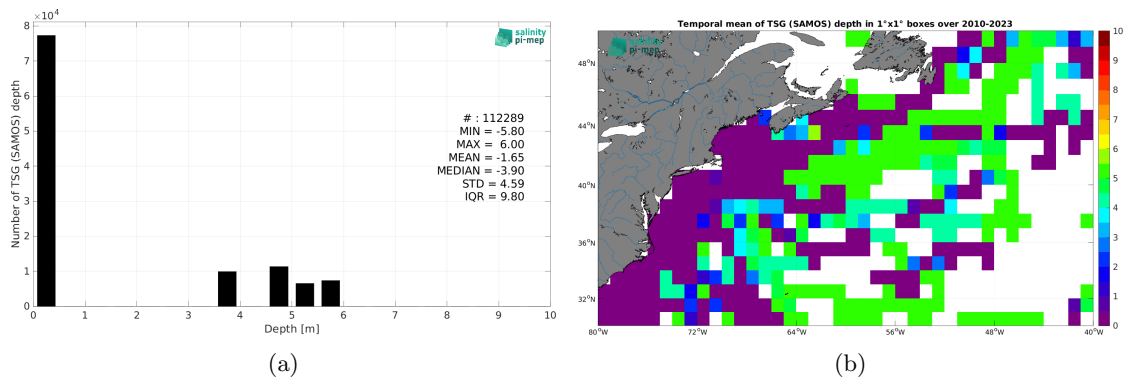 ×10⁴
8
7
6
5
4
3
2
1
0
0 1 2 3 4 5 6 7 8 9 10
Number of TSG (SAMOS) depth
Depth [m]
salinity
pi-mep
# : 112289
MIN = -5.80
MAX = 6.00
MEAN = -1.65
MEDIAN = -3.90
STD = 4.59
IQR = 9.80
(a)
Temporal mean of TSG (SAMOS) depth in 1°x1° boxes over 2010-2023
salinity
pi-mep
48°N
44°N
40°N
36°N
32°N
80°W 72°W 64°W 56°W 48°W 40°W
10
9
8
7
6
5
4
3
2
1
0
(b)